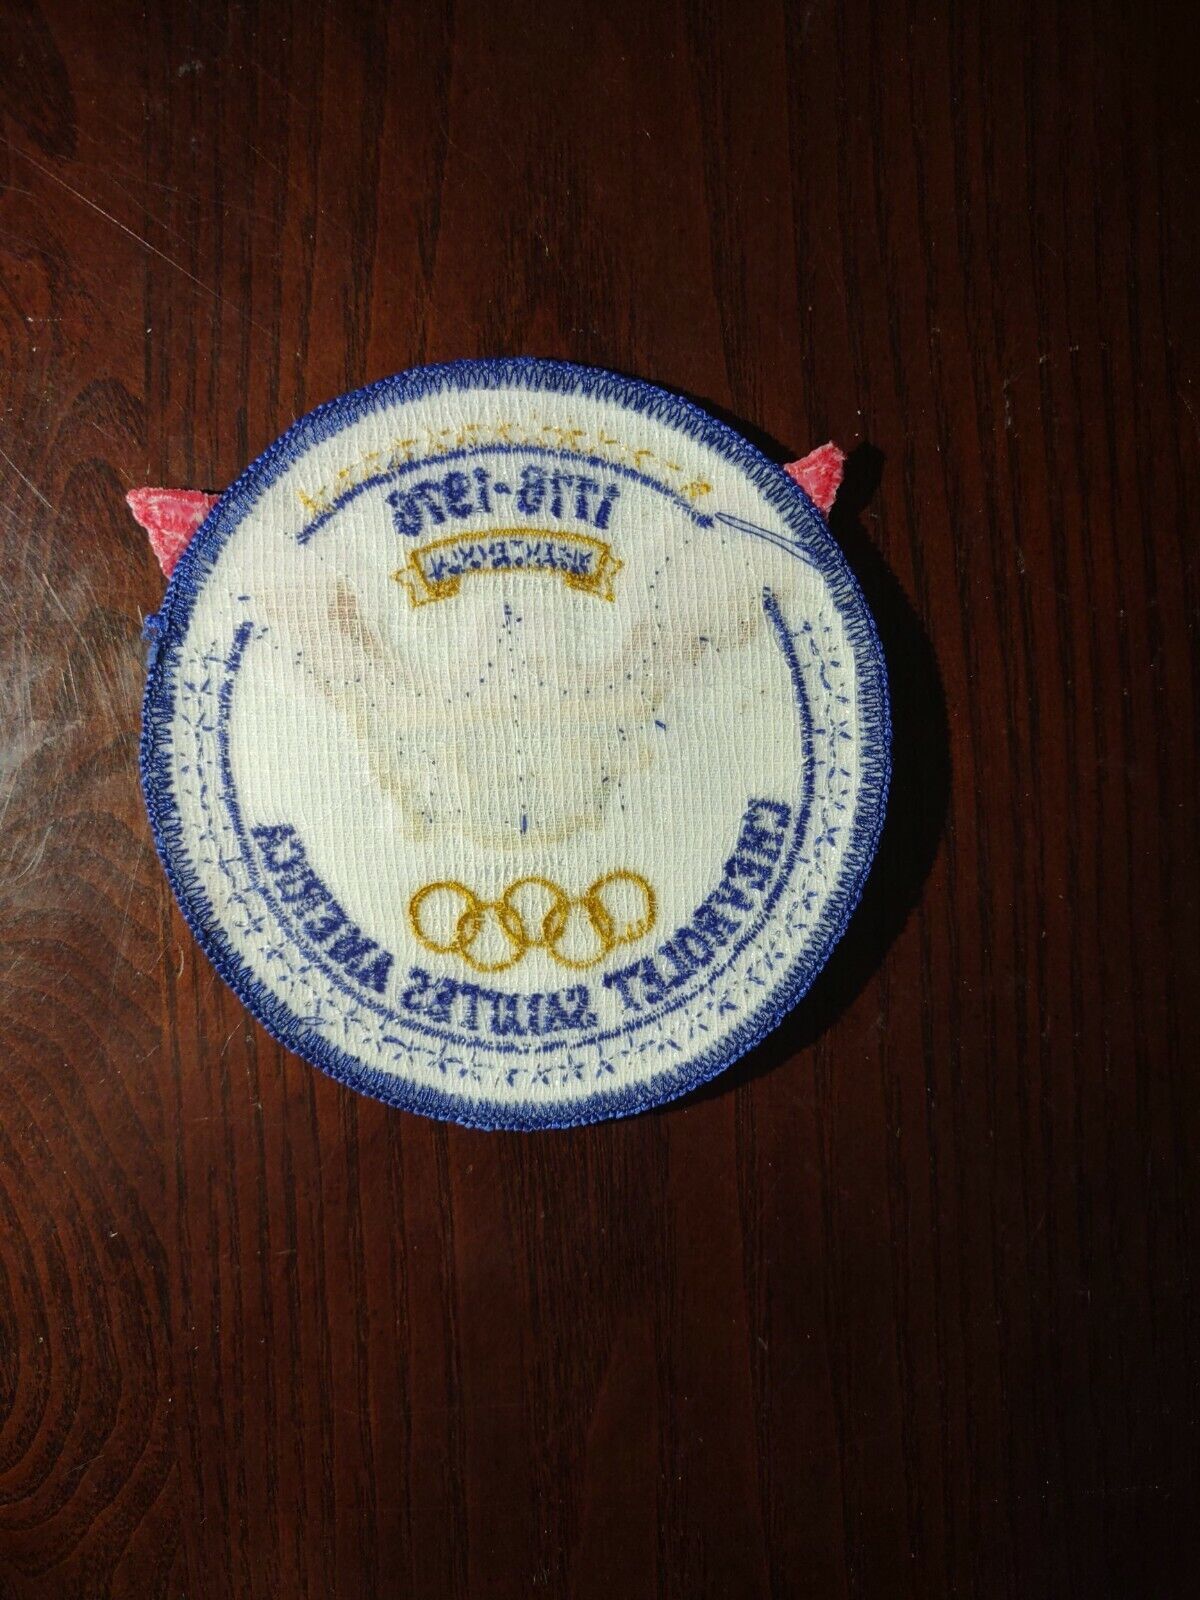 1776-1976
CHEVROLET SALUTES AMERICA